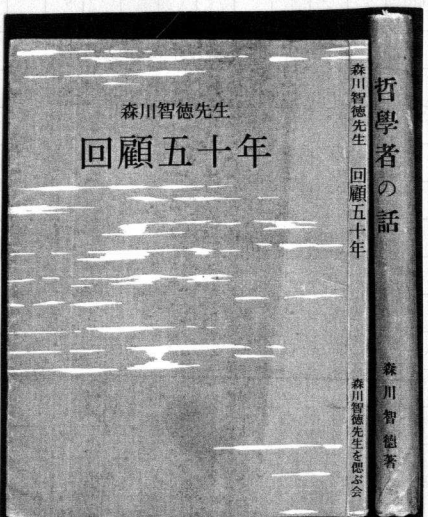 森川智德先生
回顧五十年
森川智徳先生 回顧五十年 森川智徳先生を偲ぶ会
哲學者の話 森川智德著